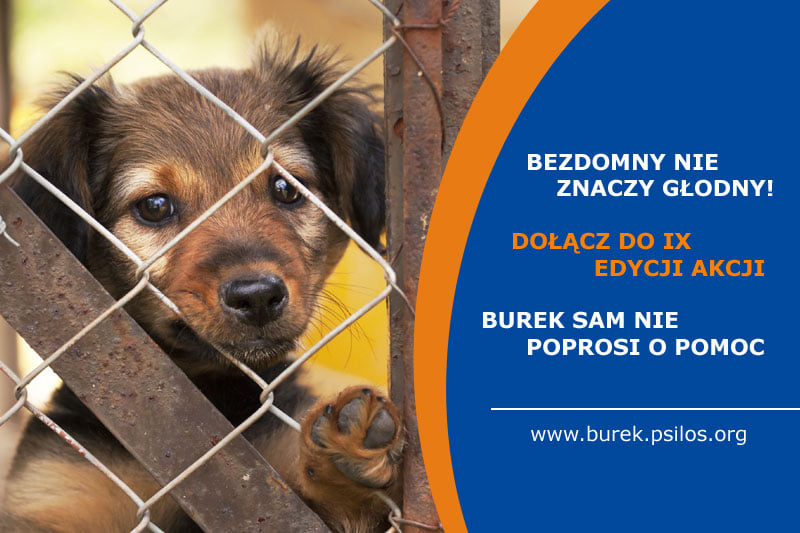 BEZDOMNY NIE
ZNACZY GŁODNY!
DOŁĄCZ DO IX
EDYCJI AKCJI
BUREK SAM NIE
POPROSI O POMOC
www.burek.psilos.org